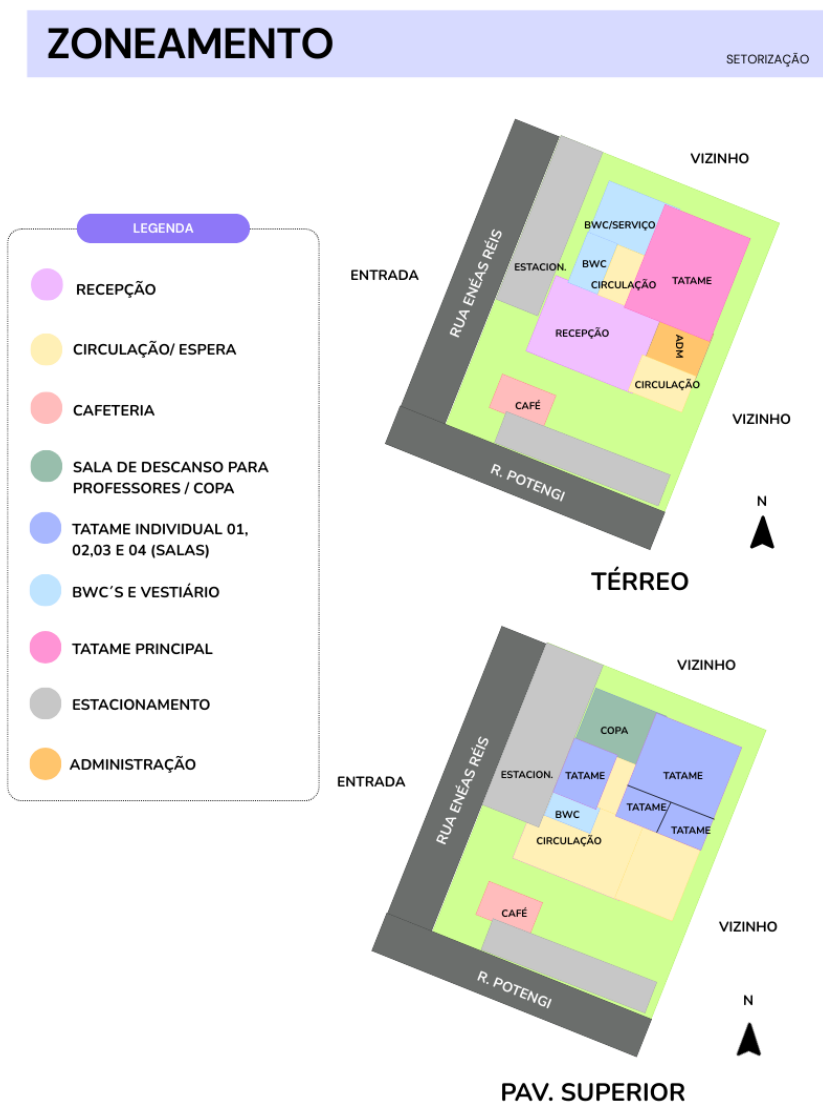 ZONEAMENTO
SETORIZAÇÃO
LEGENDA
RECEPÇÃO
CIRCULAÇÃO/ ESPERA
CAFETERIA
SALA DE DESCANSO PARA
PROFESSORES / COPA
TATAME INDIVIDUAL 01,
02,03 E 04 (SALAS)
BWC´S E VESTIÁRIO
TATAME PRINCIPAL
ESTACIONAMENTO
ADMINISTRAÇÃO
VIZINHO
BWC/SERVIÇO
ENTRADA
RUA ENÉAS RÉIS
ESTACION.
BWC
CIRCULAÇÃO
TATAME
RECEPÇÃO
ADM
CIRCULAÇÃO
CAFÉ
VIZINHO
R. POTENGI
N
TÉRREO
VIZINHO
COPA
ENTRADA
RUA ENÉAS RÉIS
ESTACION.
TATAME
TATAME
TATAME
BWC
TATAME
CIRCULAÇÃO
CAFÉ
VIZINHO
R. POTENGI
N
PAV. SUPERIOR